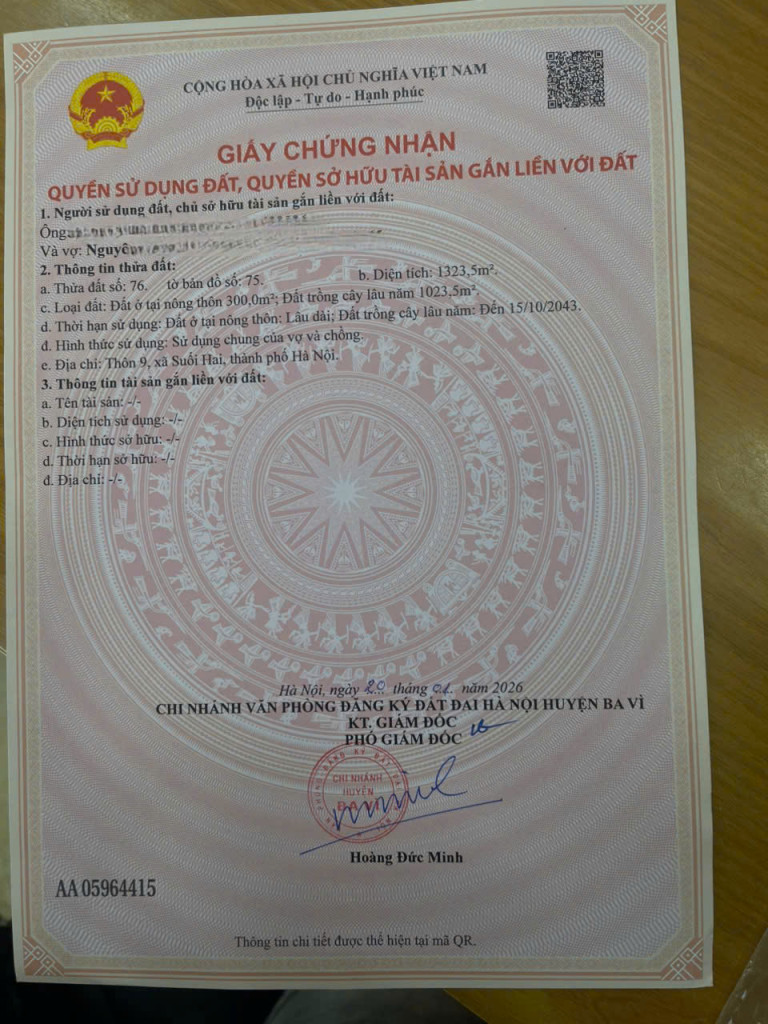 CỘNG HÒA XÃ HỘI CHỦ NGHĨA VIỆT NAM
Độc lập - Tự do - Hạnh phúc
GIẤY CHỨNG NHẬN
QUYỀN SỬ DỤNG ĐẤT, QUYỀN SỞ HỮU TÀI SẢN GẮN LIỀN VỚI ĐẤT
1. Người sử dụng đất, chủ sở hữu tài sản gắn liền với đất:
Ông
Và vợ:
2. Thông tin thửa đất:
a. Thửa đất số: 76. tờ bản đồ số: 75. b. Diện tích: 1323,5m².
c. Loại đất: Đất ở tại nông thôn 300,0m²; Đất trồng cây lâu năm 1023,5m².
d. Thời hạn sử dụng: Đất ở tại nông thôn: Lâu dài; Đất trồng cây lâu năm: Đến 15/10/2043.
đ. Hình thức sử dụng: Sử dụng chung của vợ và chồng.
e. Địa chỉ: Thôn 9, xã Suối Hai, thành phố Hà Nội.
3. Thông tin tài sản gắn liền với đất:
a. Tên tài sản: -/-
b. Diện tích sử dụng: -/-
c. Hình thức sở hữu: -/-
d. Thời hạn sở hữu: -/-
đ. Địa chỉ: -/-
Hà Nội, ngày tháng 01 năm 2026
CHI NHÁNH VĂN PHÒNG ĐĂNG KÝ ĐẤT ĐAI HÀ NỘI HUYỆN BA VÌ
KT. GIÁM ĐỐC
PHÓ GIÁM ĐỐC
CHI NHÁNH
HUYỆN
BA VÌ
Hoàng Đức Minh
AA 05964415
Thông tin chi tiết được thể hiện tại mã QR.